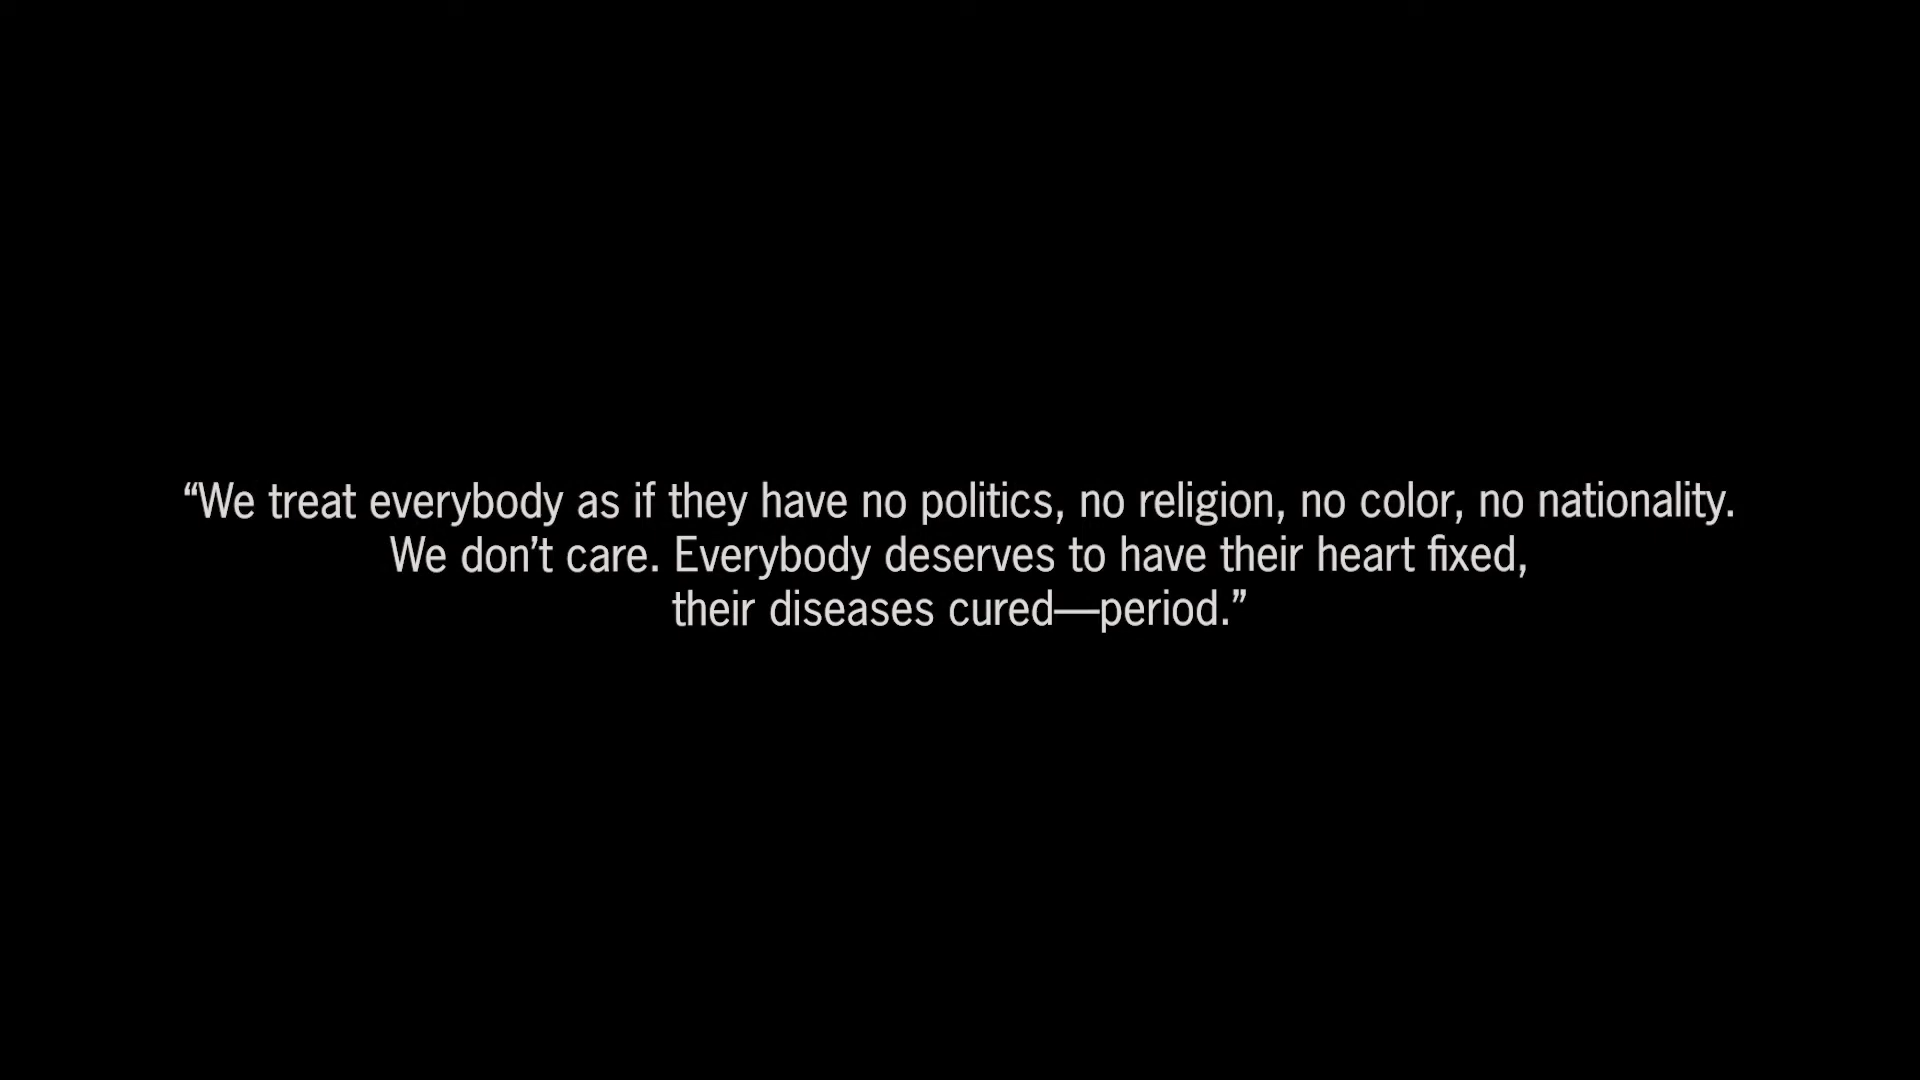 “We treat everybody as if they have no politics, no religion, no color, no nationality.
We don’t care. Everybody deserves to have their heart fixed,
their diseases cured—period.”